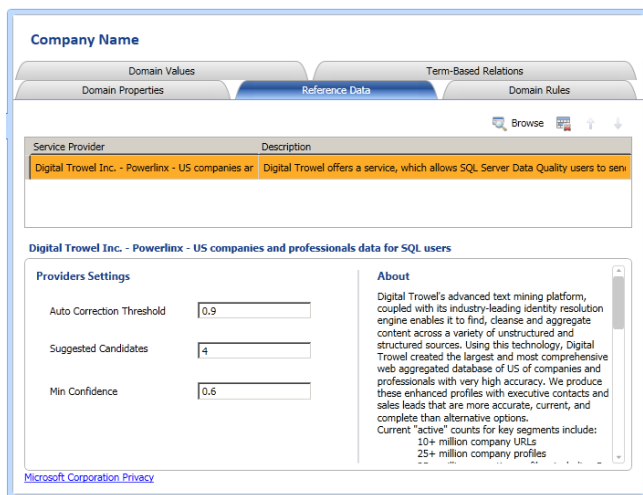 Company Name
Domain Values
Term-Based Relations
Domain Properties
Reference Data
Domain Rules
Browse
Service Provider
Description
Digital Trowel Inc. - Powerlinx - US companies ar
Digital Trowel offers a service, which allows SQL Server Data Quality users to send
Digital Trowel Inc. - Powerlinx - US companies and professionals data for SQL users
Providers Settings
Auto Correction Threshold
0.9
Suggested Candidates
4
Min Confidence
0.6
About
Digital Trowel's advanced text mining platform,
coupled with its industry-leading identity resolution
engine enables it to find, cleanse and aggregate
content across a variety of unstructured and
structured sources. Using this technology, Digital
Trowel created the largest and most comprehensive
web aggregated database of US of companies and
professionals with very high accuracy. We produce
these enhanced profiles with executive contacts and
sales leads that are more accurate, current, and
complete than alternative options.
Current "active" counts for key segments include:
10+ million company URLs
25+ million company profiles
Microsoft Corporation Privacy